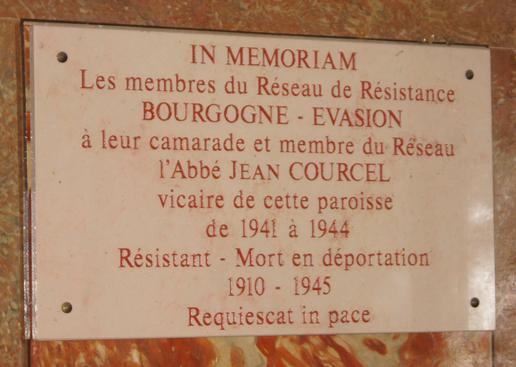 IN MEMORIAM
Les membres du Réseau de Résistance
BOURGOGNE - EVASION
à leur camarade et membre du Réseau
l'Abbé JEAN COURCEL
vicaire de cette paroisse
de 1941 à 1944
Résistant - Mort en déportation
1910 - 1945
Requiescat in pace